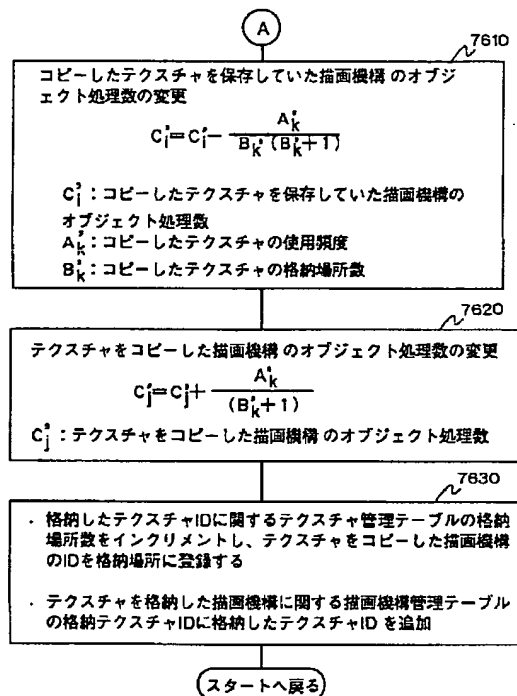 A
7610
コピーしたテクスチャを保存していた描画機構 のオブジ
ェクト処理数の変更
C_i^s = C_i^s − A_k^s / B_k^s (B_k^s+1)
C_i^s：コピーしたテクスチャを保存していた描画機構の
オブジェクト処理数
A_k^s：コピーしたテクスチャの使用頻度
B_k^s：コピーしたテクスチャの格納場所数
7620
テクスチャをコピーした描画機構 のオブジェクト処理数の変更
C_j^s = C_j^s + A_k^s / (B_k^s+1)
C_j^s：テクスチャをコピーした描画機構 のオブジェクト処理数
7630
・ 格納したテクスチャIDに関するテクスチャ管理テーブルの格納
場所数をインクリメントし、テクスチャをコピーした描画機構
のIDを格納場所に登録する
・ テクスチャを格納した描画機構に関する描画機構管理テーブル
の格納テクスチャIDに格納したテクスチャID を追加
スタートへ戻る